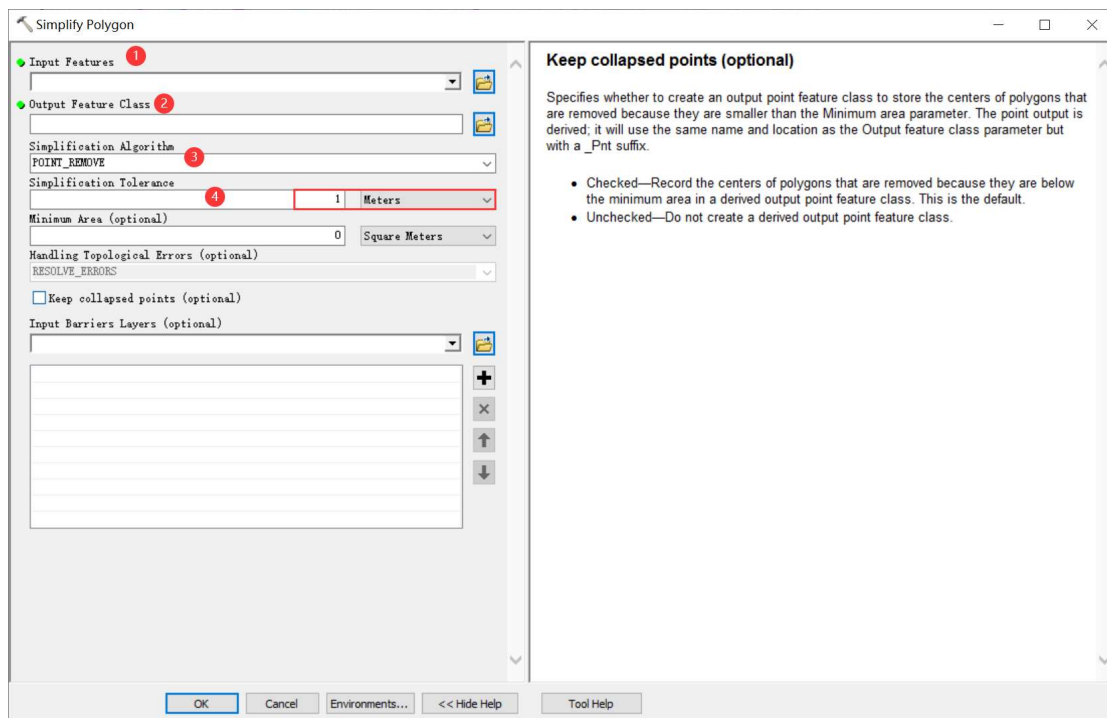 Simplify Polygon
Input Features 1
Output Feature Class 2
Simplification Algorithm
3
POINT_REMOVE
Simplification Tolerance
4
1 Meters
Minimum Area (optional)
0 Square Meters
Handling Topological Errors (optional)
RESOLVE_ERRORS
Keep collapsed points (optional)
Input Barriers Layers (optional)
OK Cancel Environments... << Hide Help Tool Help
Keep collapsed points (optional)
Specifies whether to create an output point feature class to store the centers of polygons that
are removed because they are smaller than the Minimum area parameter. The point output is
derived; it will use the same name and location as the Output feature class parameter but
with a _Pnt suffix.
• Checked—Record the centers of polygons that are removed because they are below
the minimum area in a derived output point feature class. This is the default.
• Unchecked—Do not create a derived output point feature class.